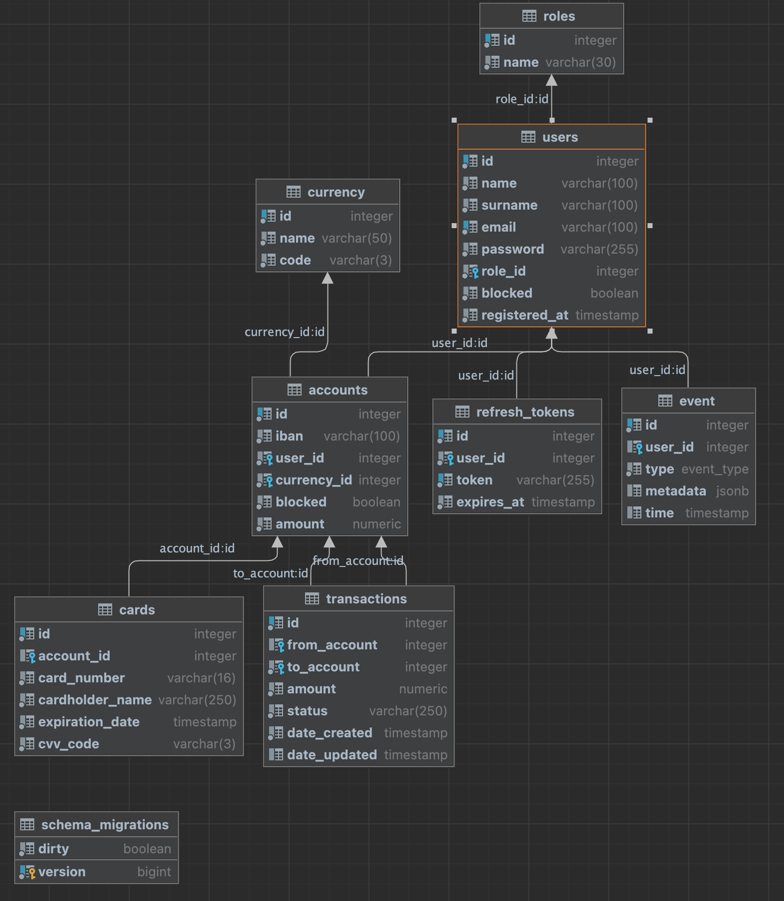 roles
id integer
name varchar(30)
role_id:id
users
id integer
name varchar(100)
surname varchar(100)
email varchar(100)
password varchar(255)
role_id integer
blocked boolean
registered_at timestamp
currency
id integer
name varchar(50)
code varchar(3)
currency_id:id
user_id:id
user_id:id
user_id:id
accounts
id integer
iban varchar(100)
user_id integer
currency_id integer
blocked boolean
amount numeric
refresh_tokens
id integer
user_id integer
token varchar(255)
expires_at timestamp
event
id integer
user_id integer
type event_type
metadata jsonb
time timestamp
account_id:id
to_account:id
from_account:id
cards
id integer
account_id integer
card_number varchar(16)
cardholder_name varchar(250)
expiration_date timestamp
cvv_code varchar(3)
transactions
id integer
from_account integer
to_account integer
amount numeric
status varchar(250)
date_created timestamp
date_updated timestamp
schema_migrations
dirty boolean
version bigint